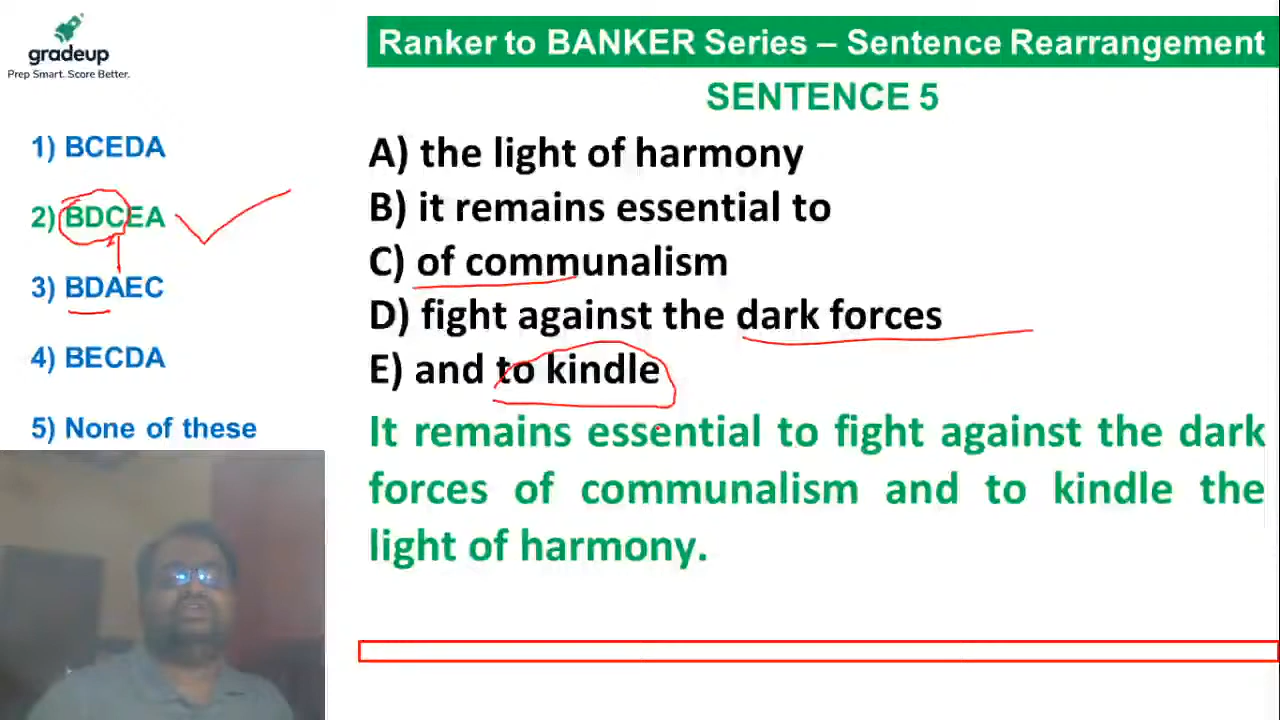 gradeup
Prep Smart. Score Better.
Ranker to BANKER Series – Sentence Rearrangement
SENTENCE 5
1) BCEDA
2) BDCEA
3) BDAEC
4) BECDA
5) None of these
A) the light of harmony
B) it remains essential to
C) of communalism
D) fight against the dark forces
E) and to kindle
It remains essential to fight against the dark
forces of communalism and to kindle the
light of harmony.